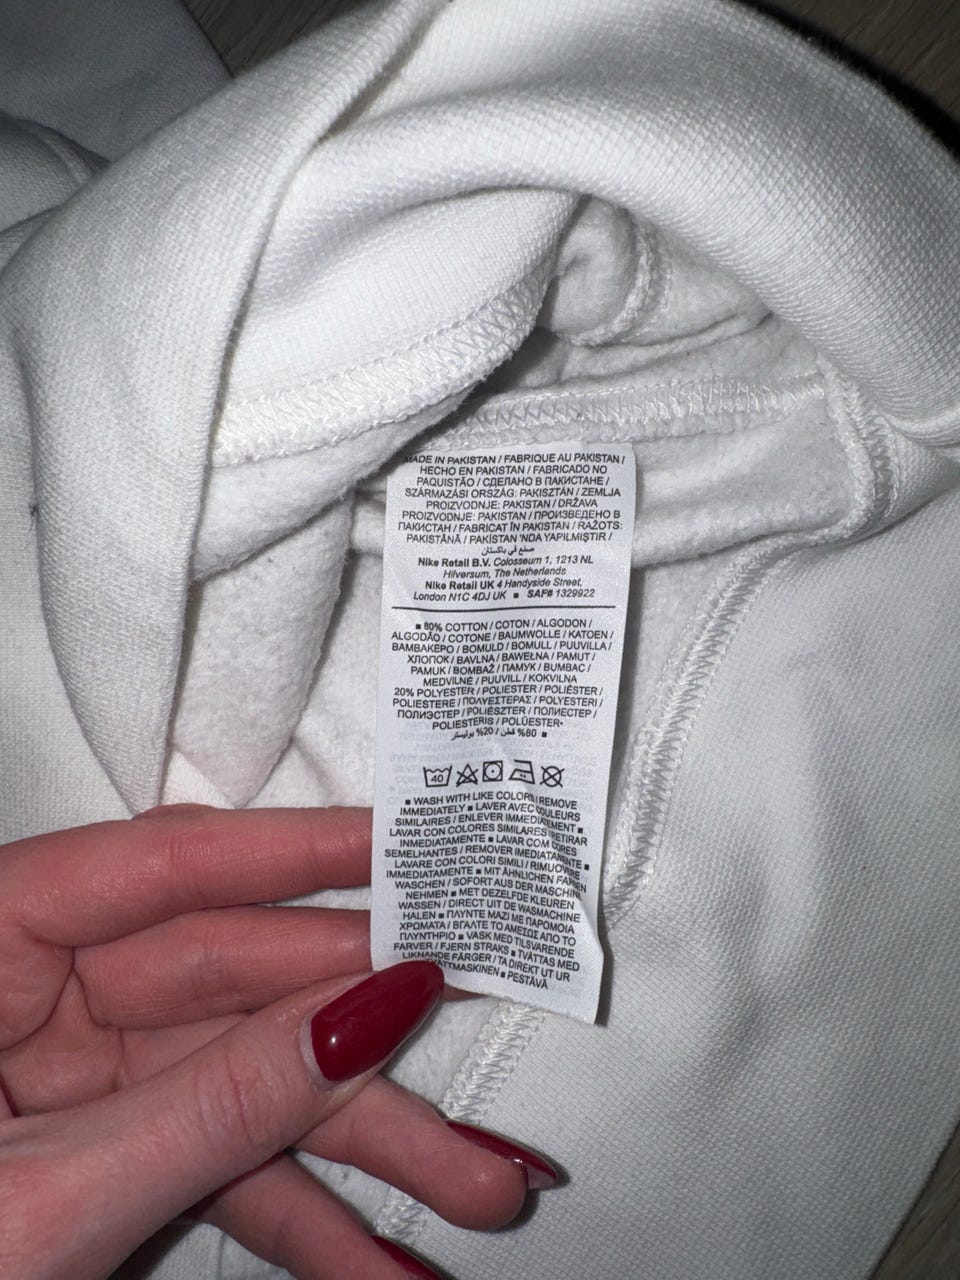 MADE IN PAKISTAN / FABRIQUE AU PAKISTAN /
HECHO EN PAKISTAN / FABRICADO NO
PAQUISTÃO / СДЕЛАНО В ПАКИСТАНЕ /
SZÁRMAZÁSI ORSZÁG: PAKISZTÁN / ZEMLJA
PROIZVODNJE: PAKISTAN / DRŽAVA
PROIZVODNJE: PAKISTAN / ПРОИЗВЕДЕНО В
ПАКИСТАН / FABRICAT ÎN PAKISTAN / RAŽOTS:
PAKISTĀNĀ / PAKİSTAN 'NDA YAPILMIŞTIR /
صنع في باكستان
Nike Retail B.V. Colosseum 1, 1213 NL
Hilversum, The Netherlands
Nike Retail UK 4 Handyside Street,
London N1C 4DJ UK ■ SAF# 1329922
■ 80% COTTON / COTON / ALGODON /
ALGODÃO / COTONE / BAUMWOLLE / KATOEN /
ΒΑΜΒΑΚΕΡΟ / BOMULD / BOMULL / PUUVILLA /
ХЛОПОК / BAVLNA / BAWEŁNA / PAMUT /
PAMUK / BOMBAŽ / ПАМУК / BUMBAC /
MEDVILNĖ / PUUVILL / KOKVILNA
20% POLYESTER / POLIESTER / POLIÉSTER /
POLIESTERE / ΠΟΛΥΕΣΤΕΡΑΣ / POLYESTERI /
ПОЛИЭСТЕР / POLIÉSZTER / ПОЛИЕСТЕР /
POLIESTERIS / POLÜESTER
■ 80% قطن / 20% بوليستر
40
■ WASH WITH LIKE COLORS / REMOVE
IMMEDIATELY ■ LAVER AVEC COULEURS
SIMILAIRES / ENLEVER IMMÉDIATEMENT ■
LAVAR CON COLORES SIMILARES / RETIRAR
INMEDIATAMENTE ■ LAVAR COM CORES
SEMELHANTES / REMOVER IMEDIATAMENTE ■
LAVARE CON COLORI SIMILI / RIMUOVERE
IMMEDIATAMENTE ■ MIT ÄHNLICHEN FARBEN
WASCHEN / SOFORT AUS DER MASCHINE
NEHMEN ■ MET DEZELFDE KLEUREN
WASSEN / DIRECT UIT DE WASMACHINE
HALEN ■ ΠΛΥΝΤΕ ΜΑΖΙ ΜΕ ΠΑΡΟΜΟΙΑ
ΧΡΩΜΑΤΑ / ΒΓΑΛΤΕ ΤΟ ΑΜΕΣΩΣ ΑΠΟ ΤΟ
ΠΛΥΝΤΗΡΙΟ ■ VASK MED TILSVARENDE
FARVER / FJERN STRAKS ■ TVÄTTAS MED
LIKNANDE FÄRGER / TA DIREKT UT UR
TVÄTTMASKINEN ■ PESTÄVÄ